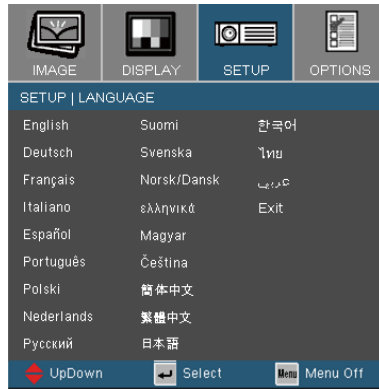 IMAGE DISPLAY SETUP OPTIONS
SETUP | LANGUAGE
English Suomi 한국어
Deutsch Svenska ไทย
Français Norsk/Dansk عربي
Italiano ελληνικά Exit
Español Magyar
Português Čeština
Polski 簡体中文
Nederlands 繁體中文
Русский 日本語
UpDown Select Menu Menu Off